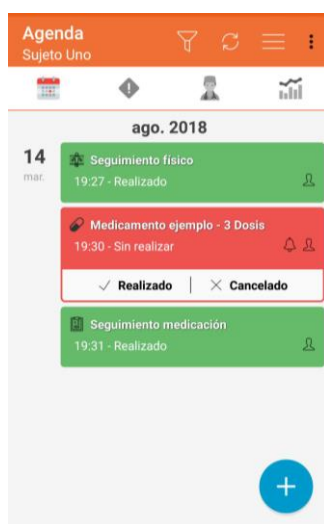 Agenda
Sujeto Uno
ago. 2018
14
mar.
Seguimiento físico
19:27 - Realizado
Medicamento ejemplo - 3 Dosis
19:30 - Sin realizar
Realizado
Cancelado
Seguimiento medicación
19:31 - Realizado